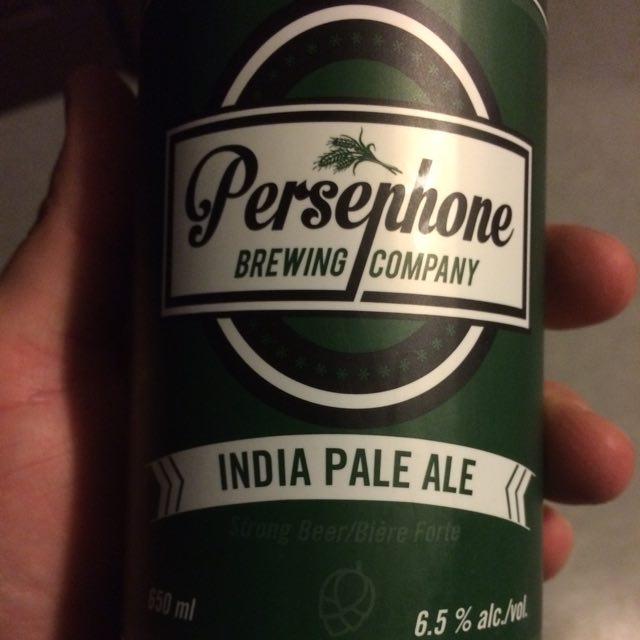 Persephone
BREWING COMPANY
INDIA PALE ALE
Strong Beer/Bière Forte
650 ml
6.5 % alc./vol.